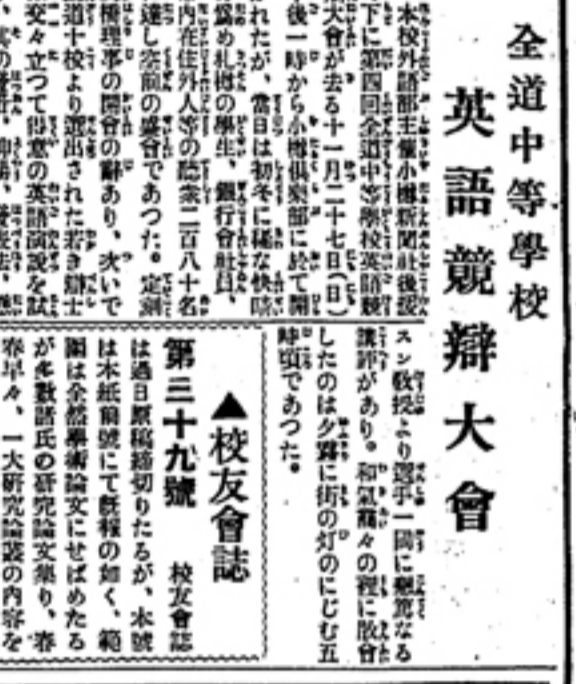 全道中等學校
英語競辯大會
本校外語部主催小樽新聞社後援
下に第四回全道中等學校英語競
大會が去る十一月二十七日(日)
後一時から小樽俱樂部に於て開
れたが、當日は初冬に稀な快晴
爲め札樽の學生、銀行會社員、
內在住外人等の聽衆二百八十名
達し空前の盛會であつた。定刻
橋理事の開會の辭あり、次いで
道十校より選出された若き辯士
交々立つて得意の英語演說を試
スン敎授より選手一同に懇篤なる
講評があり。和氣靄々の裡に散會
したのは夕靄に街の灯のにじむ五
時頃であつた。
▲校友會誌
第三十九號 校友會誌
は過日原稿締切りたるが、本號
は本紙前號にて旣報の如く、範
圍は全然學術論文にせばめたる
が多數諸氏の硏究論文集り、春
春早々、一大硏究論叢の內容を